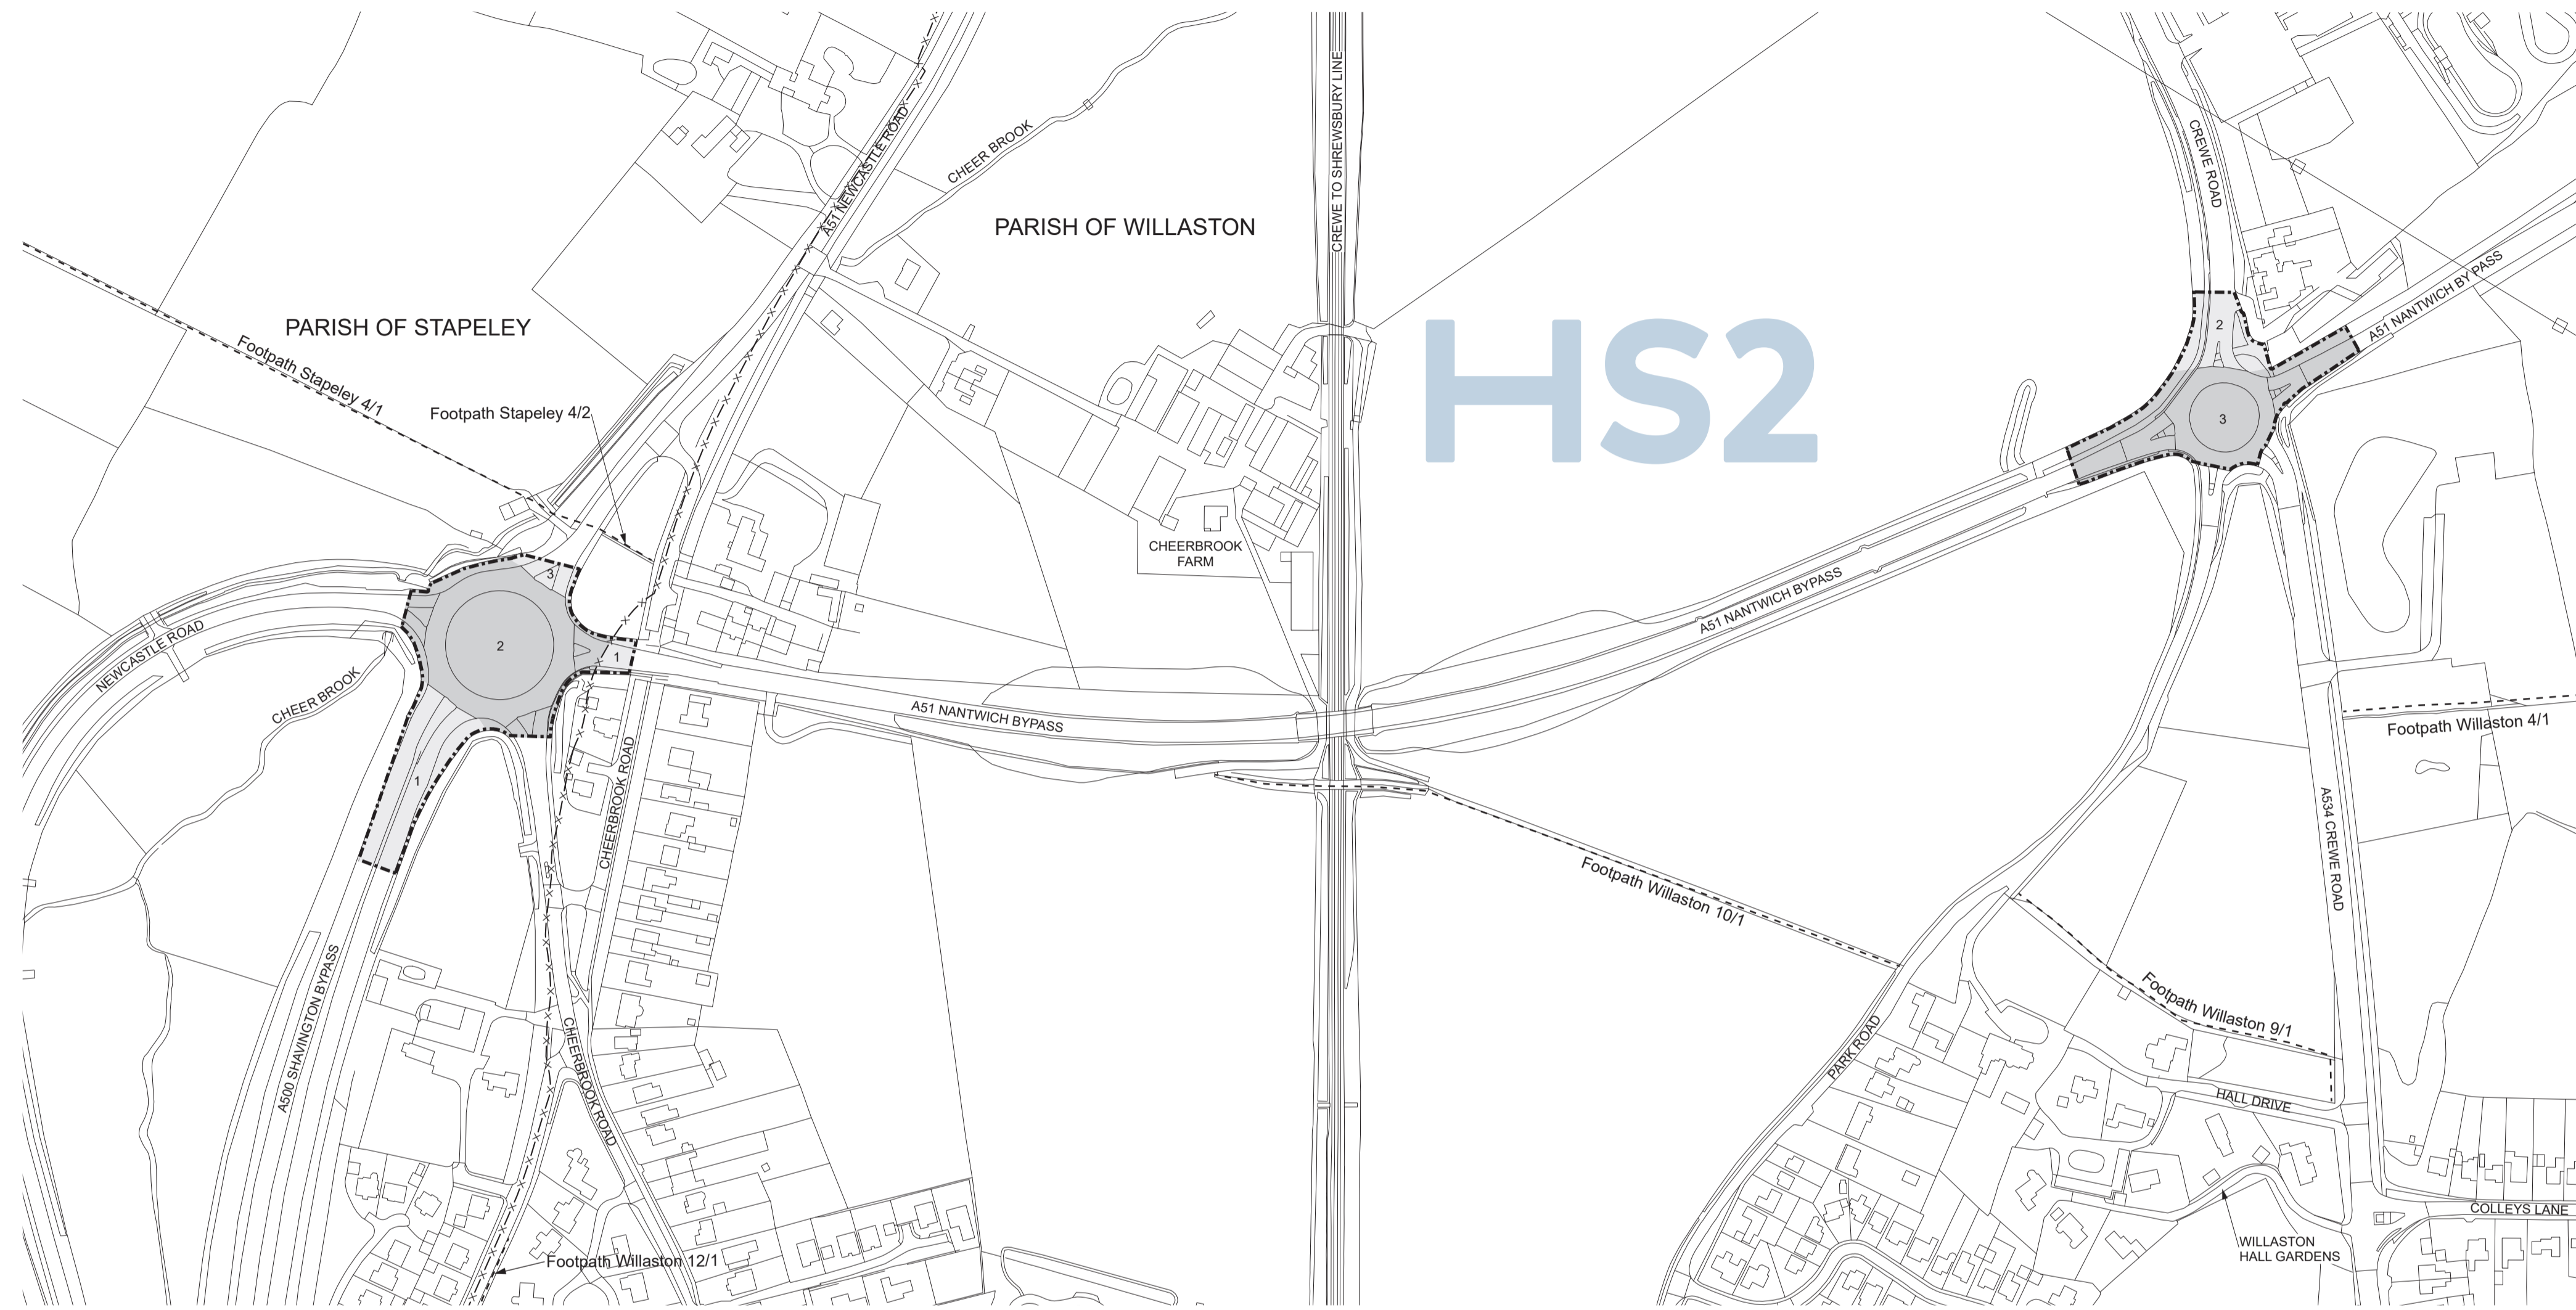 CREWE TO SHREWSBURY LINE
A51 NEWCASTLE ROAD
CHEER BROOK
CREWE ROAD
PARISH OF WILLASTON
PARISH OF STAPELEY
HS2
A51 NANTWICH BY PASS
2
3
Footpath Stapeley 4/1
Footpath Stapeley 4/2
CHEERBROOK
FARM
3
2
1
1
NEWCASTLE ROAD
CHEER BROOK
A51 NANTWICH BYPASS
A51 NANTWICH BYPASS
Footpath Willaston 4/1
CHEERBROOK ROAD
A534 CREWE ROAD
Footpath Willaston 10/1
A500 SHAVINGTON BYPASS
Footpath Willaston 9/1
CHEERBROOK ROAD
PARK ROAD
HALL DRIVE
COLLEYS LANE
WILLASTON
HALL GARDENS
Footpath Willaston 12/1